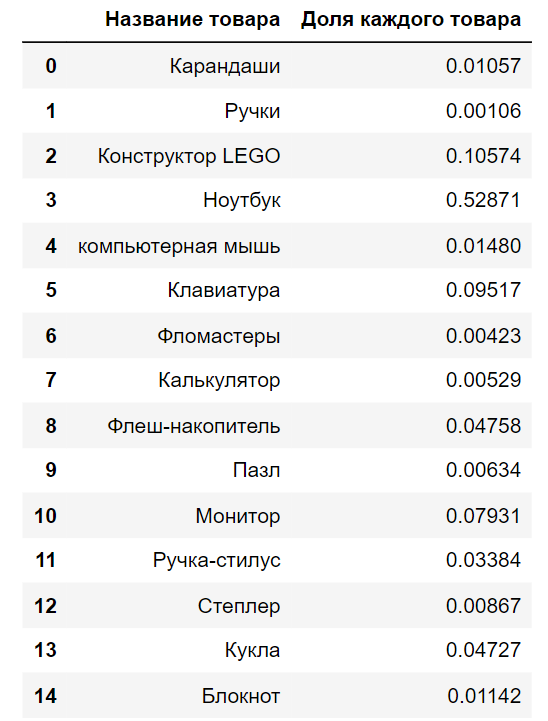 Название товара Доля каждого товара
0 Карандаши 0.01057
1 Ручки 0.00106
2 Конструктор LEGO 0.10574
3 Ноутбук 0.52871
4 компьютерная мышь 0.01480
5 Клавиатура 0.09517
6 Фломастеры 0.00423
7 Калькулятор 0.00529
8 Флеш-накопитель 0.04758
9 Пазл 0.00634
10 Монитор 0.07931
11 Ручка-стилус 0.03384
12 Степлер 0.00867
13 Кукла 0.04727
14 Блокнот 0.01142